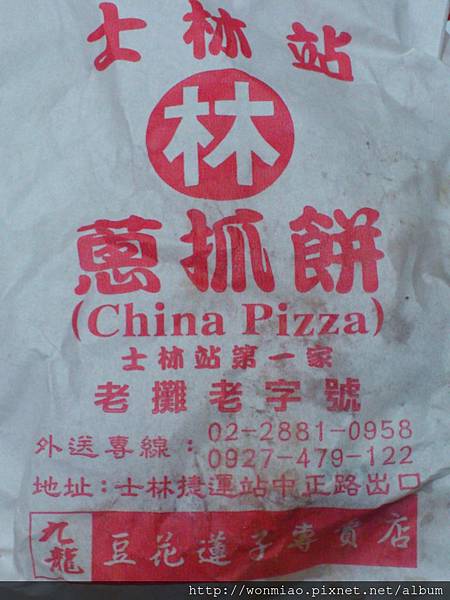 士林站
林
蔥抓餅
(China Pizza)
士林站第一家
老攤老字號
外送專線：02-2881-0958
0927-479-122
地址：士林捷運站中正路出口
九龍
豆花蓮子專賣店
http://wonmiao.pixnet.net/album